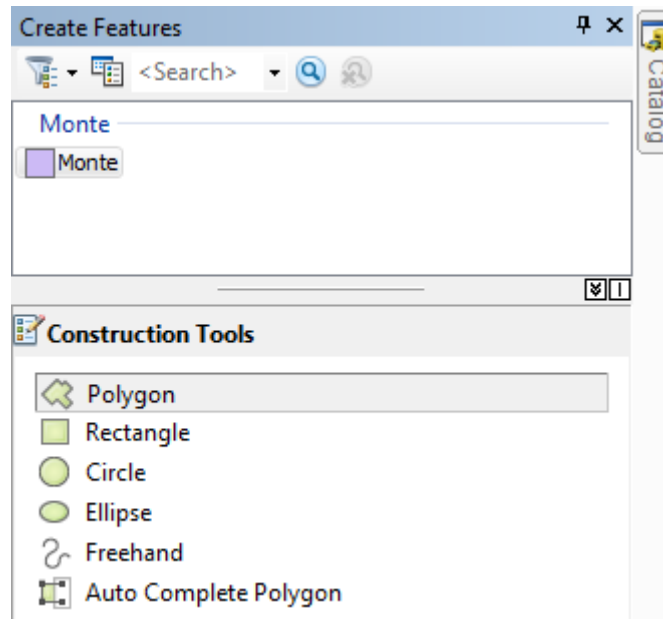 Create Features
<Search>
Catalog
Monte
Monte
Construction Tools
Polygon
Rectangle
Circle
Ellipse
Freehand
Auto Complete Polygon